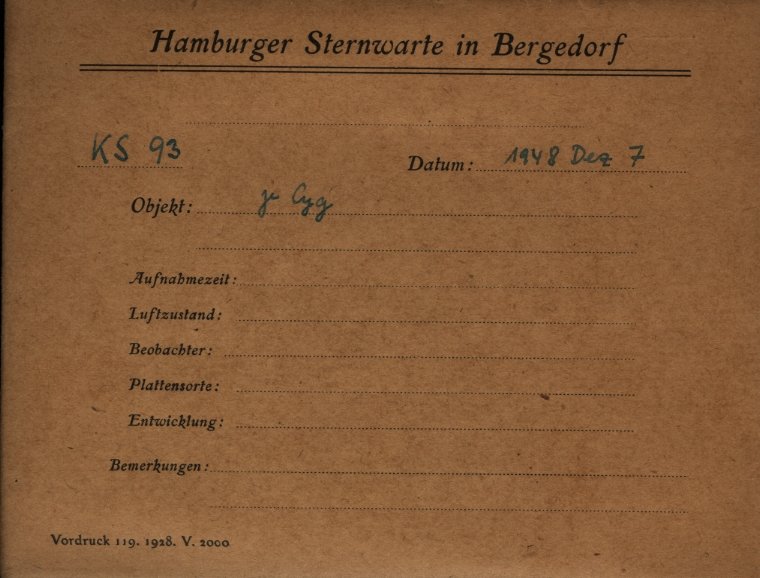 Hamburger Sternwarte in Bergedorf
KS 93
Datum: 1948 Dez 7
Objekt: γ Cyg
Aufnahmezeit:
Luftzustand:
Beobachter:
Plattensorte:
Entwicklung:
Bemerkungen:
Vordruck 119. 1928. V. 2000